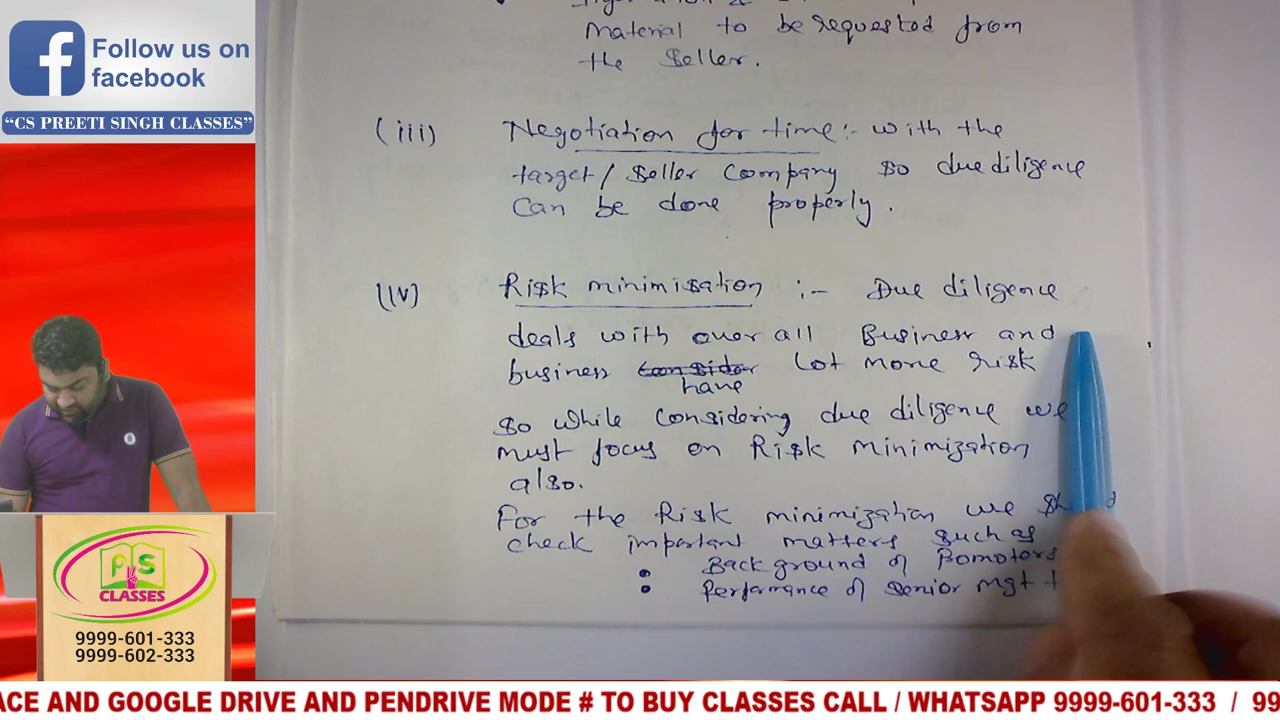 Follow us on
facebook
"CS PREETI SINGH CLASSES"
Material to be requested from
the Seller.
(iii) Negotiation for time :- with the
target / Seller Company so due diligence
Can be done properly.
(iv) Risk minimisation :- Due diligence
deals with over all Business and
business have lot more risk
so while considering due diligence we
must focus on Risk minimization
also.
For the Risk minimization we
check important matters such as
• Background of Promotors
• Performance of Senior Mgt
PS
CLASSES
9999-601-333
9999-602-333
ACE AND GOOGLE DRIVE AND PENDRIVE MODE # TO BUY CLASSES CALL / WHATSAPP 9999-601-333 / 99